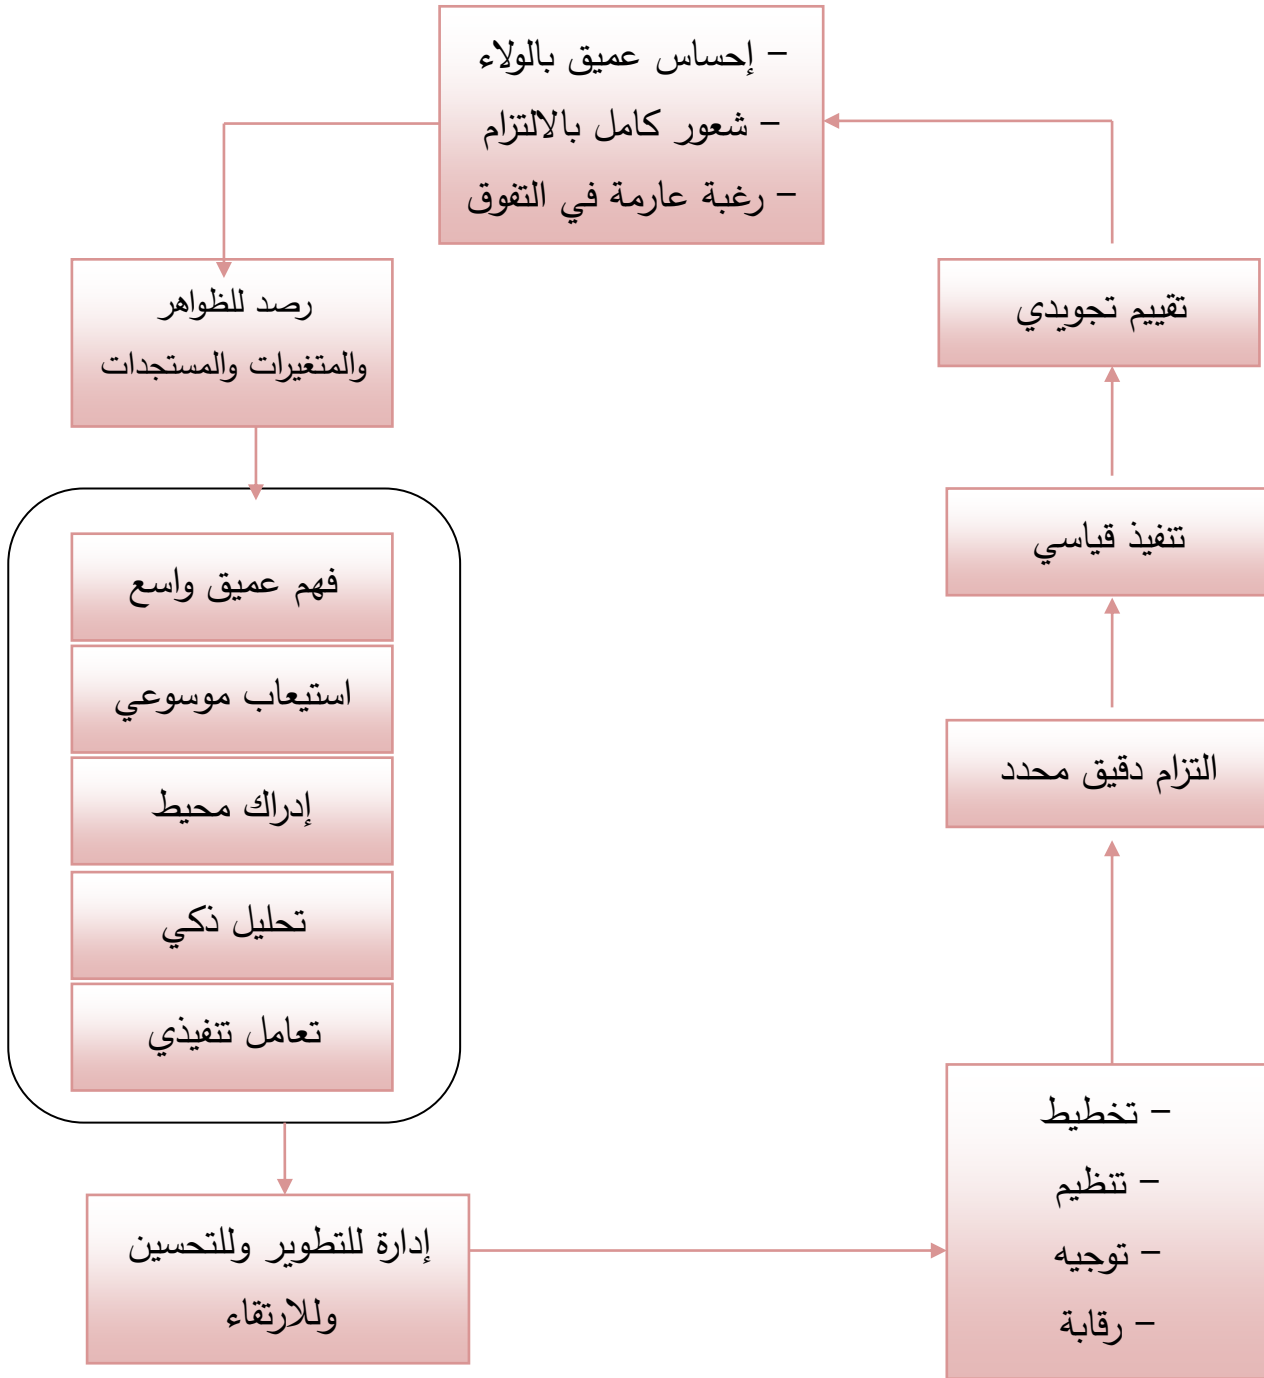 – إحساس عميق بالولاء
– شعور كامل بالالتزام
– رغبة عارمة في التفوق
رصد للظواهر
والمتغيرات والمستجدات
فهم عميق واسع
استيعاب موسوعي
إدراك محيط
تحليل ذكي
تعامل تنفيذي
إدارة للتطوير وللتحسين
وللارتقاء
– تخطيط
– تنظيم
– توجيه
– رقابة
التزام دقيق محدد
تنفيذ قياسي
تقييم تجويدي